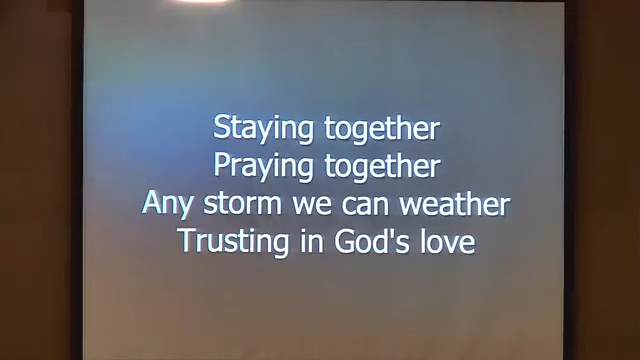 Staying together
Praying together
Any storm we can weather
Trusting in God's love